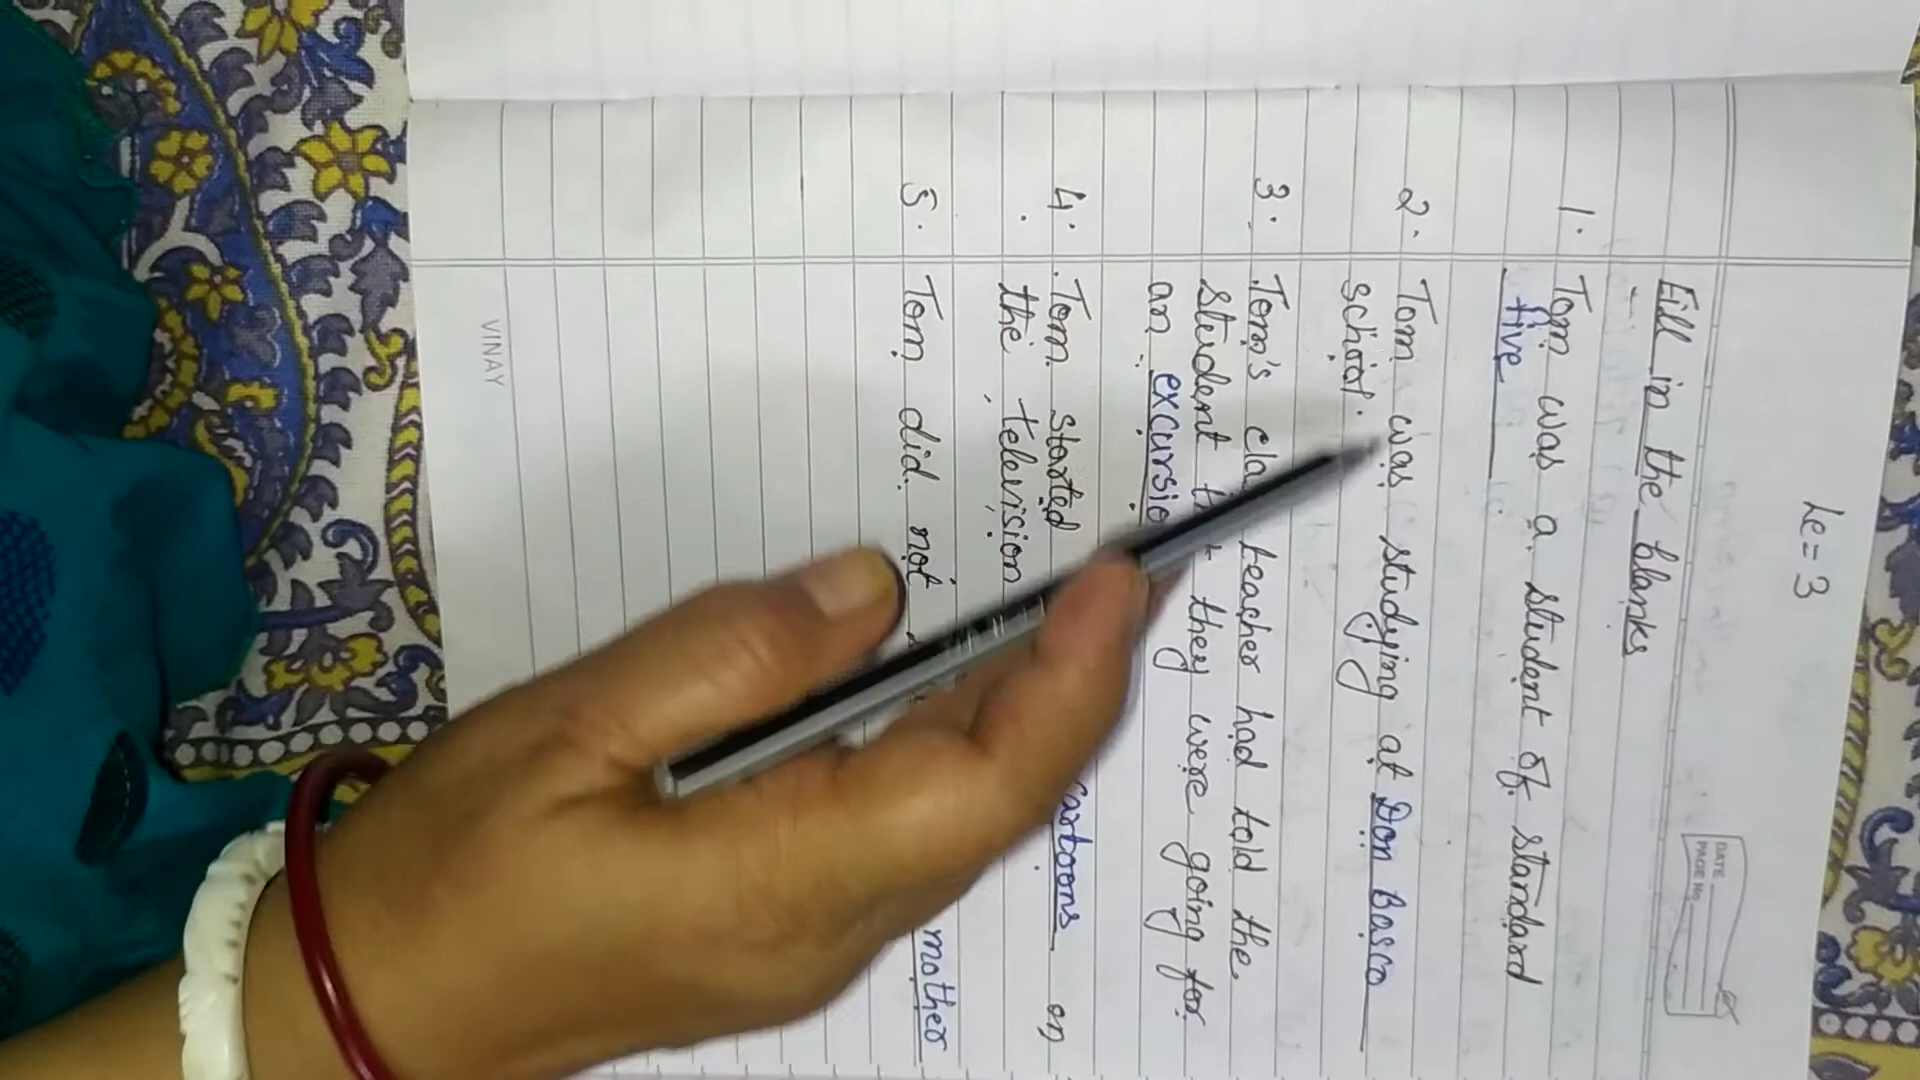 Le = 3
DATE
PAGE No.
Fill in the blanks
1. Tom was a student of standard
five
2. Tom was studying at Don Basco
school.
3. Tom's teacher had told the
student they were going for
an
4. Tom started cartoons on
the television
5. Tom did not mother
VINAY